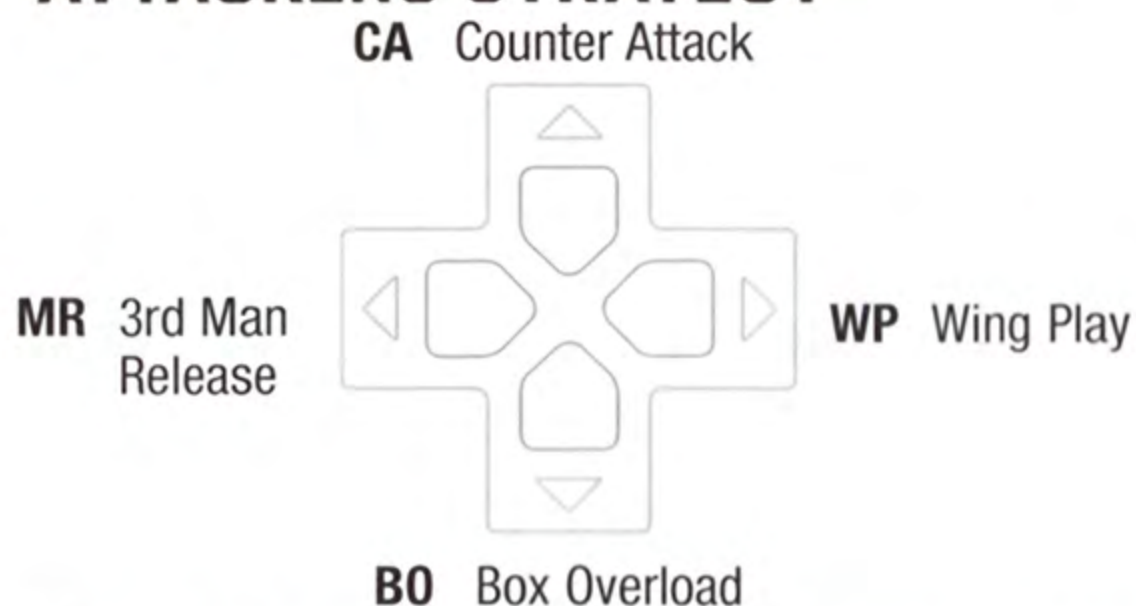 CA Counter Attack
MR 3rd Man
Release
WP Wing Play
BO Box Overload